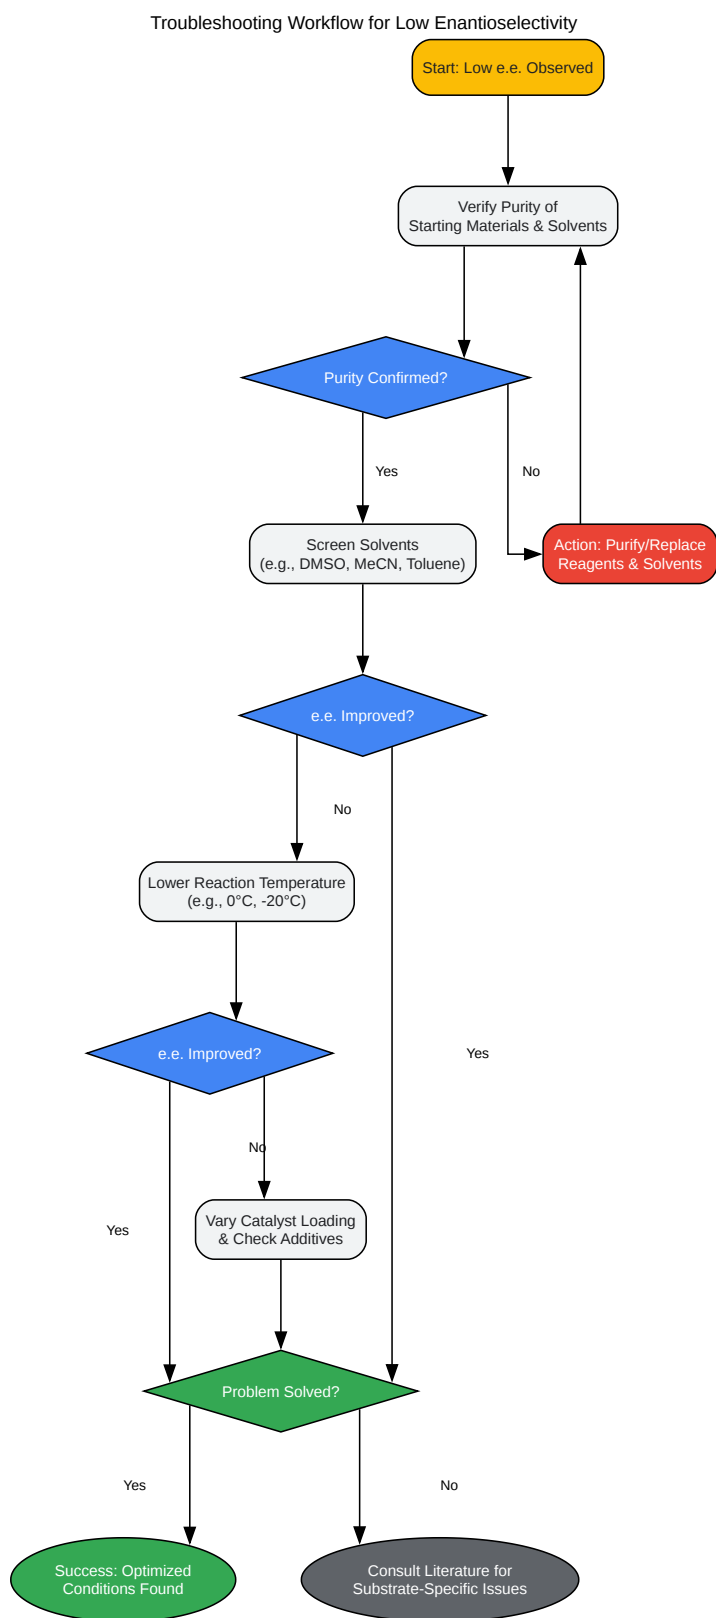 Troubleshooting Workflow for Low Enantioselectivity
Start: Low e.e. Observed
Verify Purity of
Starting Materials & Solvents
Purity Confirmed?
Yes
No
Screen Solvents
(e.g., DMSO, MeCN, Toluene)
Action: Purify/Replace
Reagents & Solvents
e.e. Improved?
No
Lower Reaction Temperature
(e.g., 0°C, -20°C)
e.e. Improved?
Yes
No
Yes
Vary Catalyst Loading
& Check Additives
Problem Solved?
Yes
No
Success: Optimized
Conditions Found
Consult Literature for
Substrate-Specific Issues